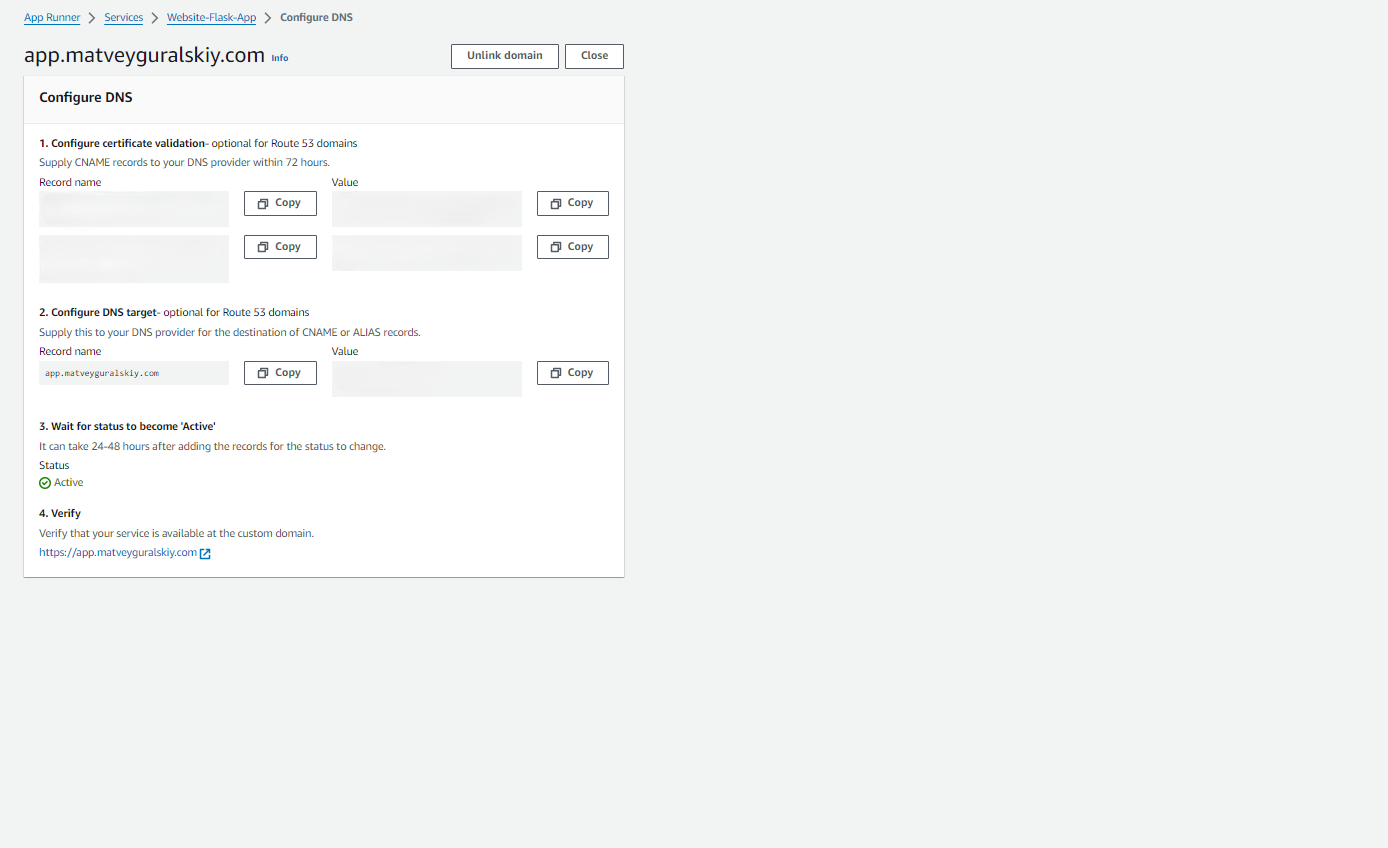 App Runner > Services > Website-Flask-App > Configure DNS
app.matveyguralskiy.com Info Unlink domain Close
Configure DNS
1. Configure certificate validation- optional for Route 53 domains
Supply CNAME records to your DNS provider within 72 hours.
Record name Value
Copy Copy
Copy Copy
2. Configure DNS target- optional for Route 53 domains
Supply this to your DNS provider for the destination of CNAME or ALIAS records.
Record name Value
app.matveyguralskiy.com Copy Copy
3. Wait for status to become 'Active'
It can take 24-48 hours after adding the records for the status to change.
Status
Active
4. Verify
Verify that your service is available at the custom domain.
https://app.matveyguralskiy.com